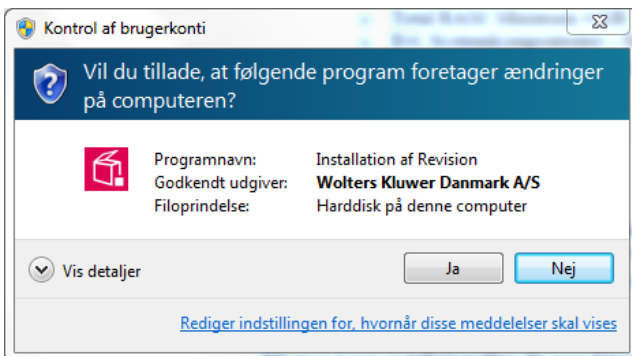 Kontrol af brugerkonti
Vil du tillade, at følgende program foretager ændringer
på computeren?
Programnavn: Installation af Revision
Godkendt udgiver: Wolters Kluwer Danmark A/S
Filoprindelse: Harddisk på denne computer
Vis detaljer
Ja
Nej
Rediger indstillingen for, hvornår disse meddelelser skal vises